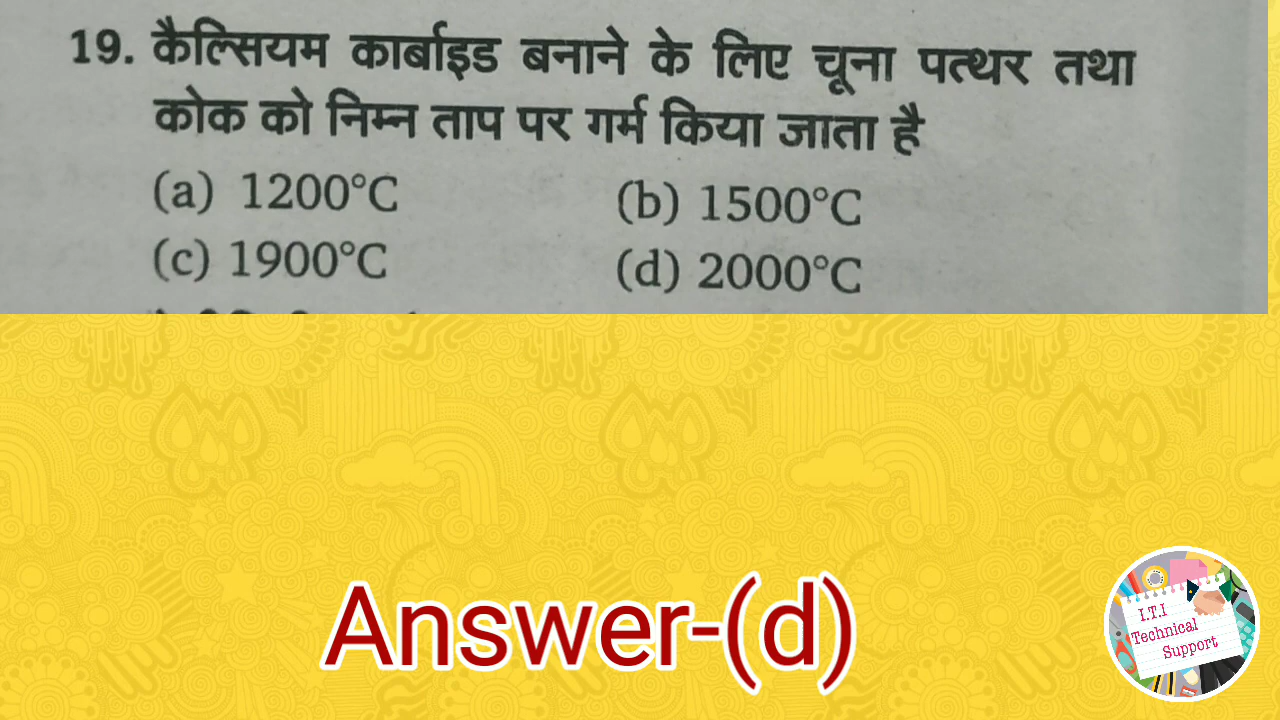 19. कैल्सियम कार्बाइड बनाने के लिए चूना पत्थर तथा
कोक को निम्न ताप पर गर्म किया जाता है
(a) 1200°C (b) 1500°C
(c) 1900°C (d) 2000°C
Answer-(d)
I.T.I
Technical
Support